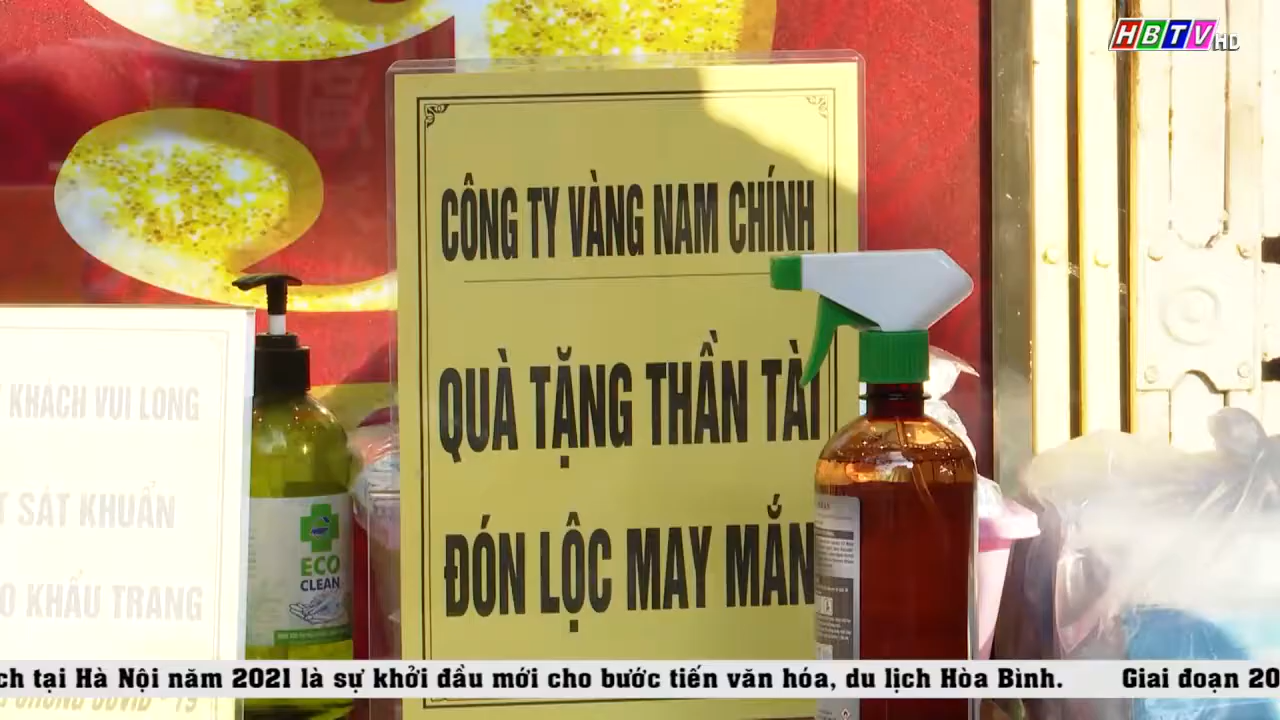 HBTV HD
CÔNG TY VÀNG NAM CHÍNH
QUÀ TẶNG THẦN TÀI
ĐÓN LỘC MAY MẮN
KHÁCH VUI LÒNG
SÁT KHUẨN
KHẨU TRANG
ECO
CLEAN
ch tại Hà Nội năm 2021 là sự khởi đầu mới cho bước tiến văn hóa, du lịch Hòa Bình. Giai đoạn 20